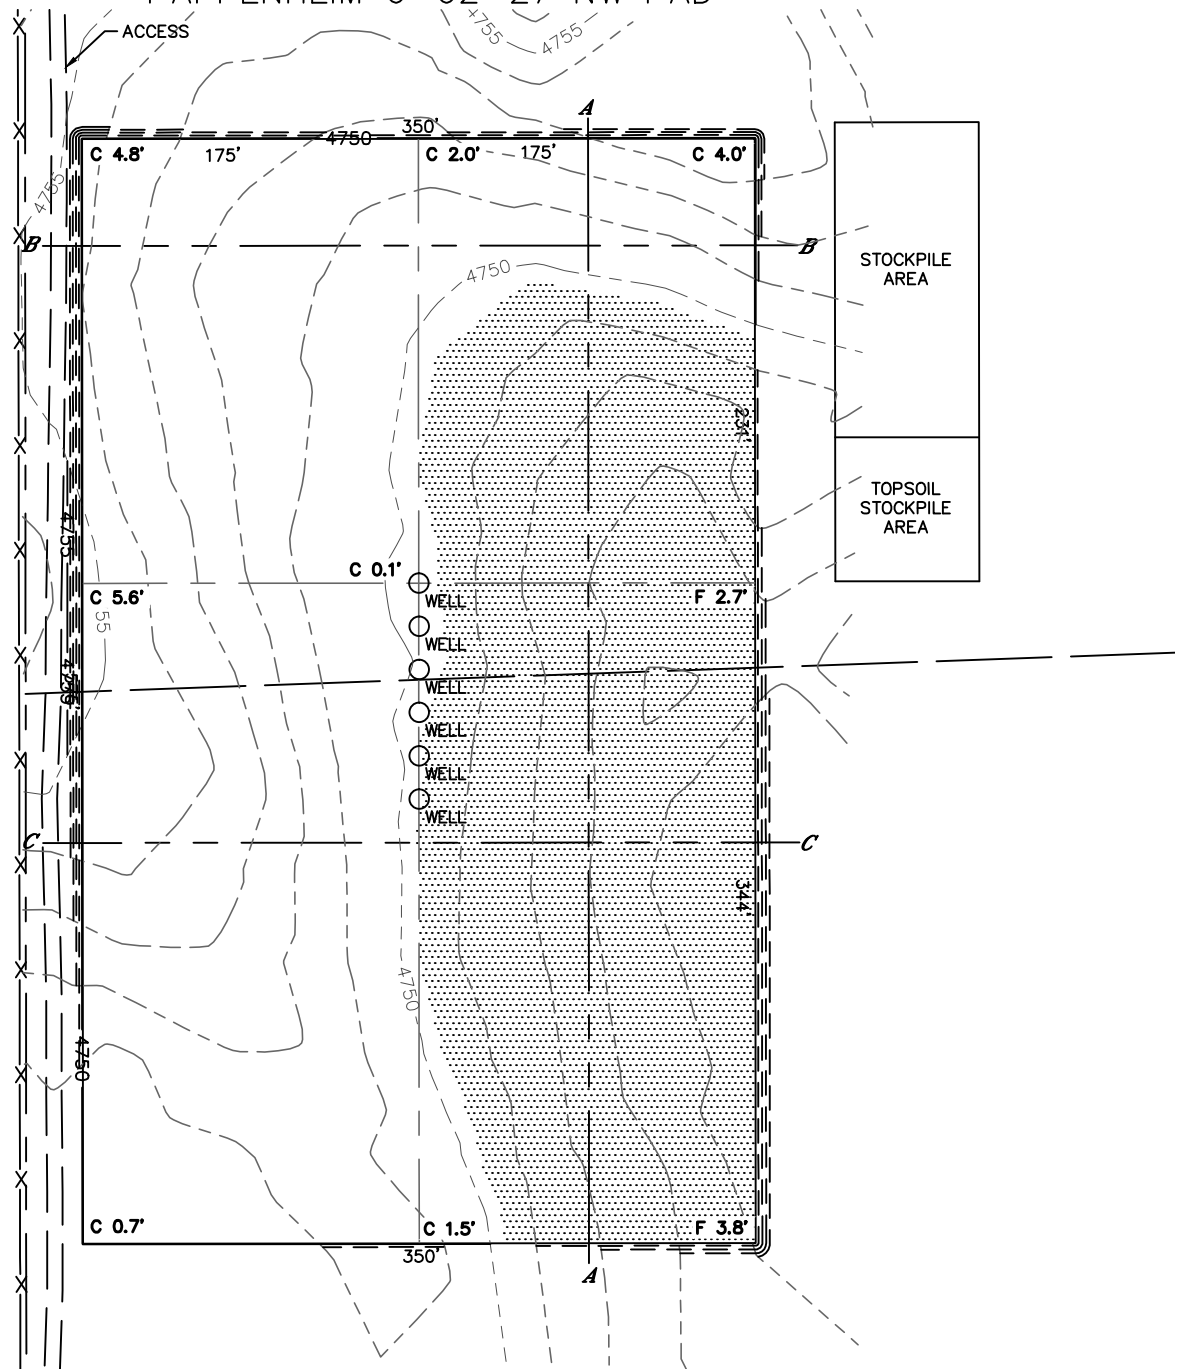 ACCESS
4755
4755
A
350'
4750
C 4.8'
175'
C 2.0'
175'
C 4.0'
4755
B
B
STOCKPILE
AREA
4750
231'
TOPSOIL
STOCKPILE
AREA
4755
C 0.1'
C 5.6'
WELL
F 2.7'
55
WELL
WELL
WELL
WELL
WELL
C
C
344'
4750
4750
C 0.7'
C 1.5'
F 3.8'
350'
A